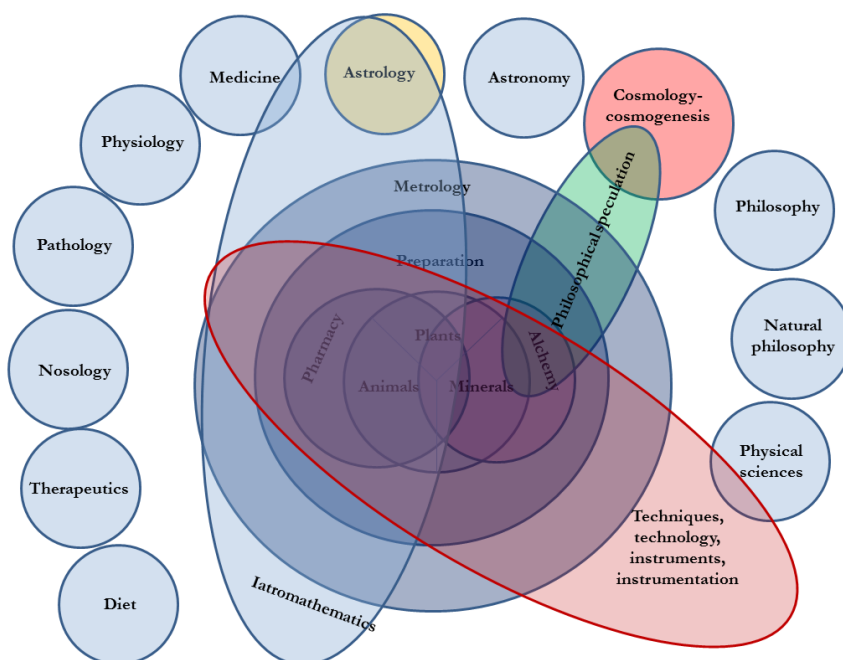 Medicine
Astrology
Astronomy
Cosmology-
cosmogenesis
Physiology
Metrology
Philosophical speculation
Philosophy
Pathology
Preparation
Natural
philosophy
Nosology
Pharmacy
Plants
Alchemy
Animals
Minerals
Physical
sciences
Therapeutics
Techniques,
technology,
instruments,
instrumentation
Diet
Iatromathematics